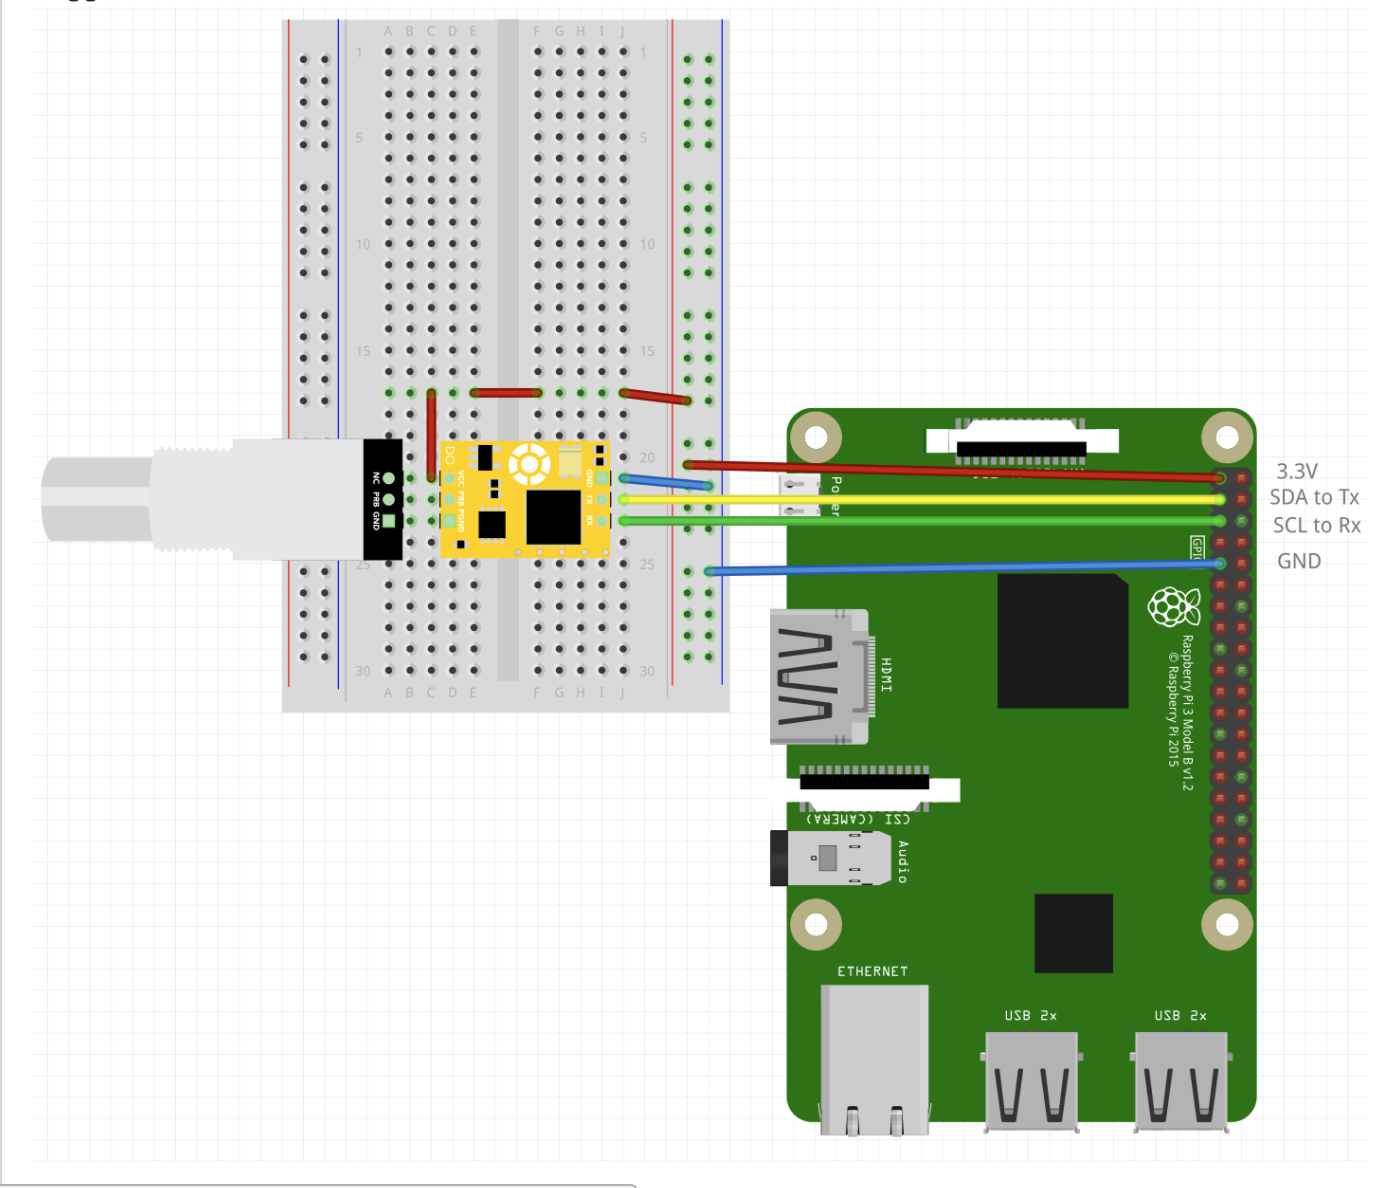 A B C D E F G H I J
1 1
5 5
10 10
15 15
20
25 25
30 30
A B C D E F G H I J
NC PRB GND
DO
VCC PRB PGND
GND TX RX
Power
3.3V
SDA to Tx
SCL to Rx
GND
GPIO
HDMI
Raspberry Pi 3 Model B v1.2
© Raspberry Pi 2015
CSI (CAMERA)
Audio
ETHERNET
USB 2x
USB 2x